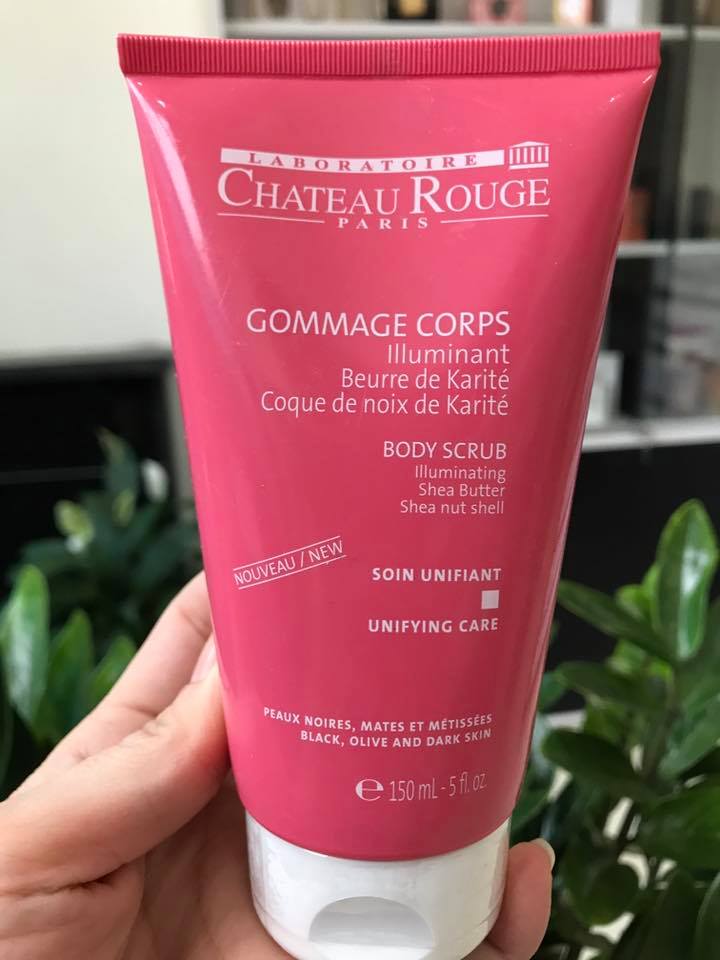 LABORATOIRE
CHATEAU ROUGE
PARIS
GOMMAGE CORPS
Illuminant
Beurre de Karité
Coque de noix de Karité
BODY SCRUB
Illuminating
Shea Butter
Shea nut shell
NOUVEAU / NEW
SOIN UNIFIANT
UNIFYING CARE
PEAUX NOIRES, MATES ET MÉTISSÉES
BLACK, OLIVE AND DARK SKIN
℮ 150 mL - 5 fl. oz.